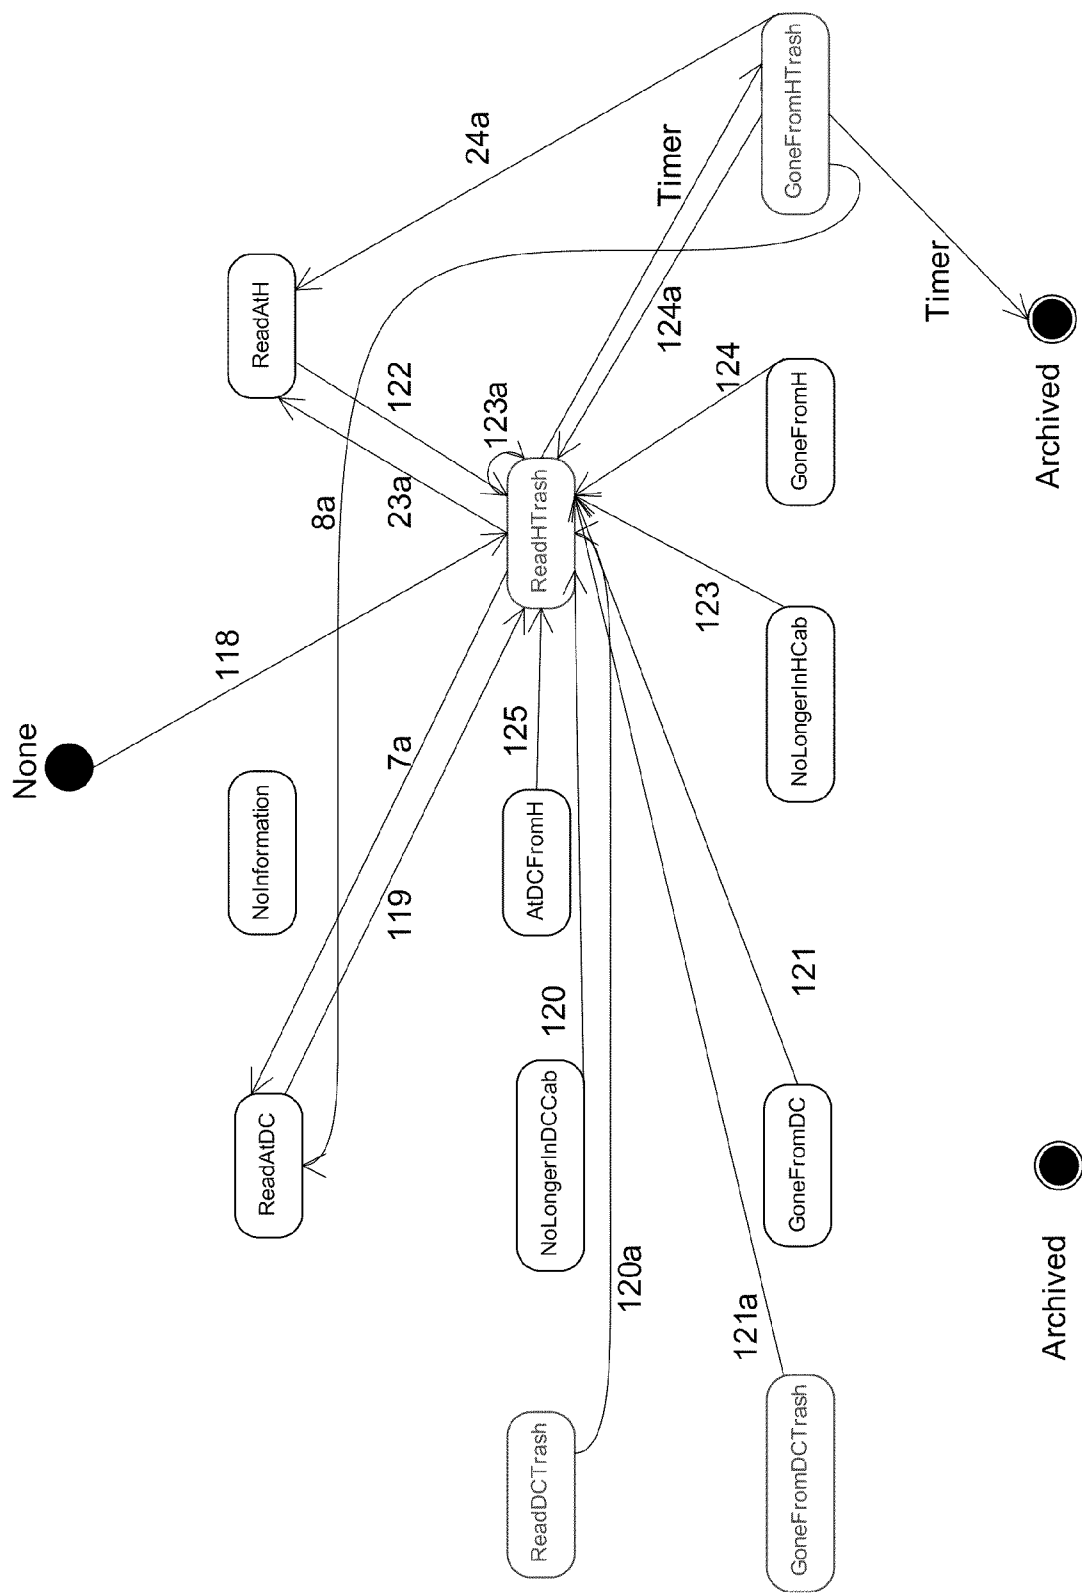 None
118
24a
ReadAtDC
NoInformation
ReadAtH
8a
7a
119
23a
122
123a
ReadDCTrash
NoLongerInDCCab
AtDCFromH
ReadHTrash
120
125
120a
Timer
124a
121a
121
123
124
GoneFromDCTrash
GoneFromDC
NoLongerInHCab
GoneFromH
GoneFromHTrash
Timer
Archived
Archived